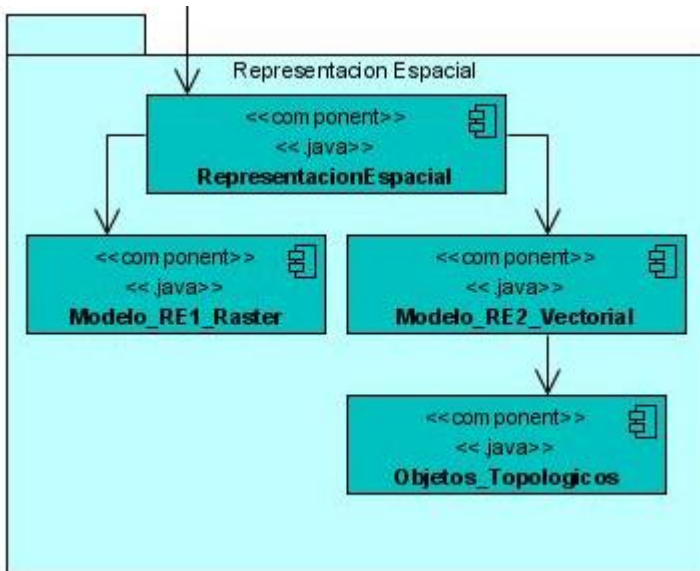 Representacion Espacial
<<component>>
<<.java>>
RepresentacionEspacial
<<component>>
<<.java>>
Modelo_RE1_Raster
<<component>>
<<.java>>
Modelo_RE2_Vectorial
<<component>>
<<.java>>
Objetos_Topologicos